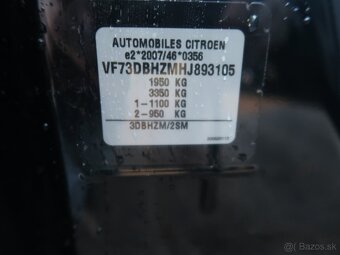 AUTOMOBILES CITROEN
e2*2007/46*0356
VF73DBHZMHJ893105
1950 KG
3350 KG
1-1100 KG
2-950 KG
3DBHZM/2SM
© Bazos.sk